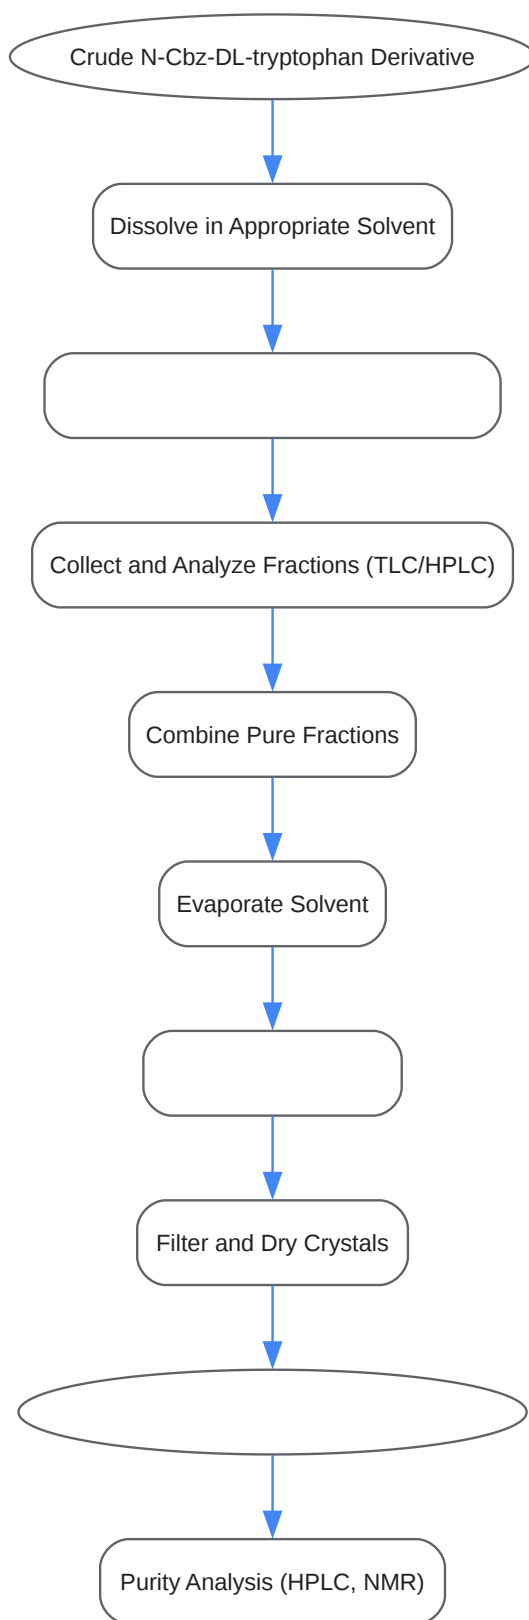 Crude N-Cbz-DL-tryptophan Derivative
Dissolve in Appropriate Solvent
Collect and Analyze Fractions (TLC/HPLC)
Combine Pure Fractions
Evaporate Solvent
Filter and Dry Crystals
Purity Analysis (HPLC, NMR)